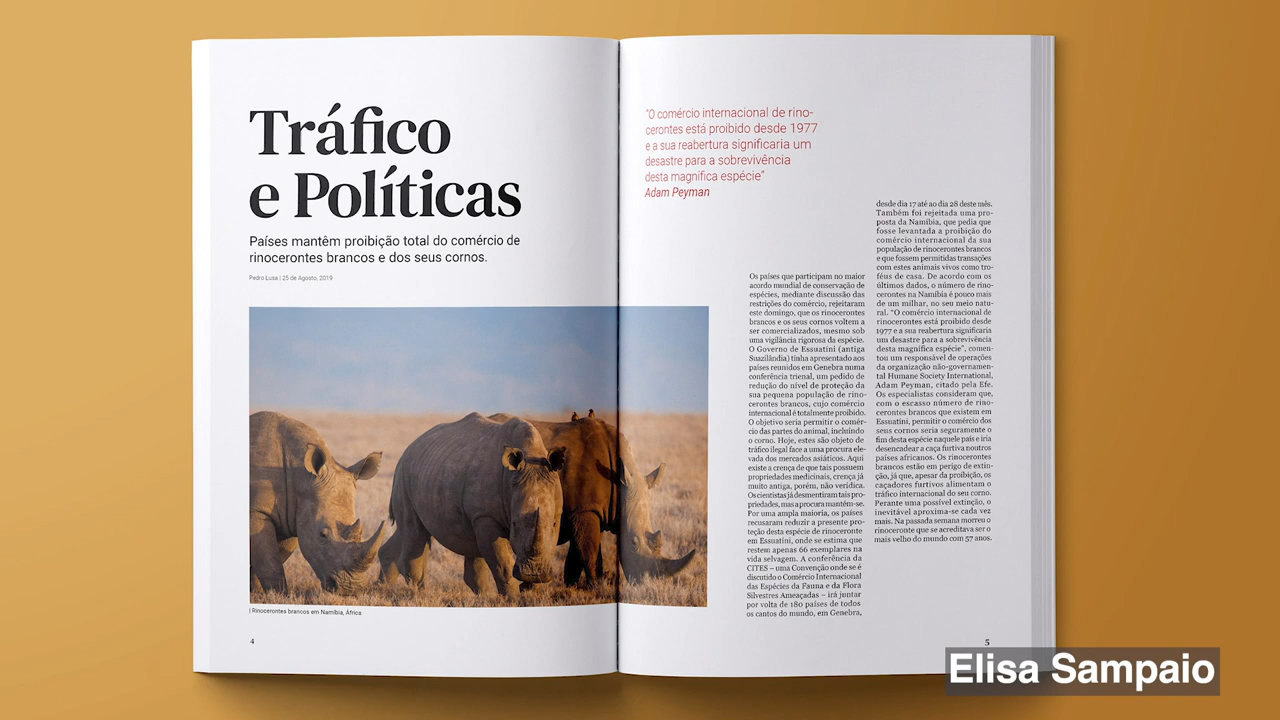 Tráfico
e Políticas
Países mantêm proibição total do comércio de
rinocerontes brancos e dos seus cornos.
Pedro Lusa | 25 de Agosto, 2019
| Rinocerontes brancos em Namíbia, África
4
“O comércio internacional de rino-
cerontes está proibido desde 1977
e a sua reabertura significaria um
desastre para a sobrevivência
desta magnífica espécie”
Adam Peyman
Os países que participam no maior
acordo mundial de conservação de
espécies, mediante discussão das
restrições do comércio, rejeitaram
este domingo, que os rinocerontes
brancos e os seus cornos voltem a
ser comercializados, mesmo sob
uma vigilância rigorosa da espécie.
O Governo de Essuatíni (antiga
Suazilândia) tinha apresentado aos
países reunidos em Genebra numa
conferência trienal, um pedido de
redução do nível de proteção da
sua pequena população de rino-
cerontes brancos, cujo comércio
internacional é totalmente proibido.
O objetivo seria permitir o comér-
cio das partes do animal, incluíndo
o corno. Hoje, estes são objeto de
tráfico ilegal face a uma procura ele-
vada dos mercados asiáticos. Aqui
existe a crença de que tais possuem
propriedades medicinais, crença já
muito antiga, porém, não verídica.
Os cientistas já desmentiram tais pro-
priedades, mas a procura mantém-se.
Por uma ampla maioria, os países
recusaram reduzir a presente pro-
teção desta espécie de rinoceronte
em Essuatíni, onde se estima que
restem apenas 66 exemplares na
vida selvagem. A conferência da
CITES – uma Convenção onde se é
discutido o Comércio Internacional
das Espécies da Fauna e da Flora
Silvestres Ameaçadas – irá juntar
por volta de 180 países de todos
os cantos do mundo, em Genebra,
desde dia 17 até ao dia 28 deste mês.
Também foi rejeitada uma pro-
posta da Namíbia, que pedia que
fosse levantada a proibição do
comércio internacional da sua
população de rinocerontes brancos
e que fossem permitidas transações
com estes animais vivos como tro-
féus de casa. De acordo com os
últimos dados, o número de rino-
cerontes na Namíbia é pouco mais
de um milhar, no seu meio natu-
ral. “O comércio internacional de
rinocerontes está proibido desde
1977 e a sua reabertura significaria
um desastre para a sobrevivência
desta magnífica espécie”, comen-
tou um responsável de operações
da organização não-governamen-
tal Humane Society International,
Adam Peyman, citado pela Efe.
Os especialistas consideram que,
com o escasso número de rino-
cerontes brancos que existem em
Essuatíni, permitir o comércio dos
seus cornos seria seguramente o
fim desta espécie naquele país e iria
desencadear a caça furtiva noutros
países africanos. Os rinocerontes
brancos estão em perigo de extin-
ção, já que, apesar da proibição, os
caçadores furtivos alimentam o
tráfico internacional do seu corno.
Perante uma possível extinção, o
inevitável aproxima-se cada vez
mais. Na passada semana morreu o
rinoceronte que se acreditava ser o
mais velho do mundo com 57 anos.
5
Elisa Sampaio